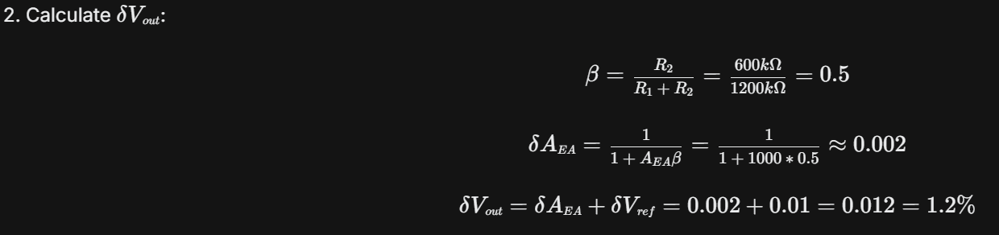 2. Calculate δV_out:
β = R₂ / (R₁ + R₂) = 600kΩ / 1200kΩ = 0.5
δA_EA = 1 / (1 + A_EAβ) = 1 / (1 + 1000 * 0.5) ≈ 0.002
δV_out = δA_EA + δV_ref = 0.002 + 0.01 = 0.012 = 1.2%